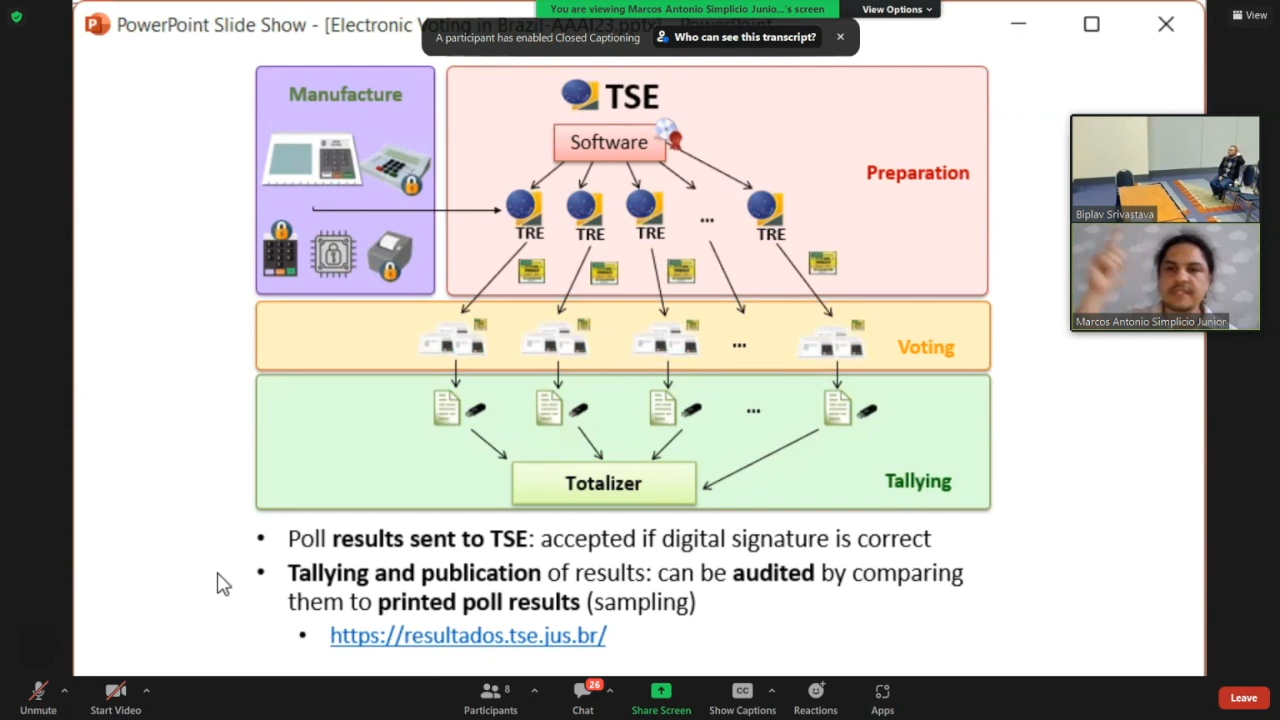 PowerPoint Slide Show - [Electronic Voting in Brazil-AAAI23.pptx]
You are viewing Marcos Antonio Simplicio Junio...'s screen
View Options
A participant has enabled Closed Captioning
Who can see this transcript?
View
Manufacture
TSE
Software
Preparation
TRE
TRE
TRE
...
TRE
Biplav Srivastava
Marcos Antonio Simplicio Junior
...
Voting
...
Totalizer
Tallying
• Poll results sent to TSE: accepted if digital signature is correct
• Tallying and publication of results: can be audited by comparing
them to printed poll results (sampling)
• https://resultados.tse.jus.br/
Unmute
Start Video
8
Participants
26
Chat
Share Screen
CC
Show Captions
Reactions
Apps
Leave